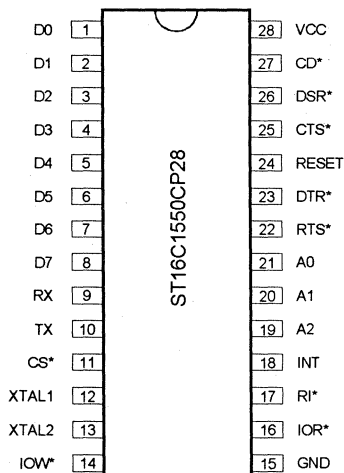 D0 1 28 VCC
D1 2 27 CD*
D2 3 26 DSR*
D3 4 25 CTS*
D4 5 24 RESET
D5 6 23 DTR*
D6 7 22 RTS*
D7 8 21 A0
RX 9 20 A1
TX 10 19 A2
CS* 11 18 INT
XTAL1 12 17 RI*
XTAL2 13 16 IOR*
IOW* 14 15 GND
ST16C1550CP28